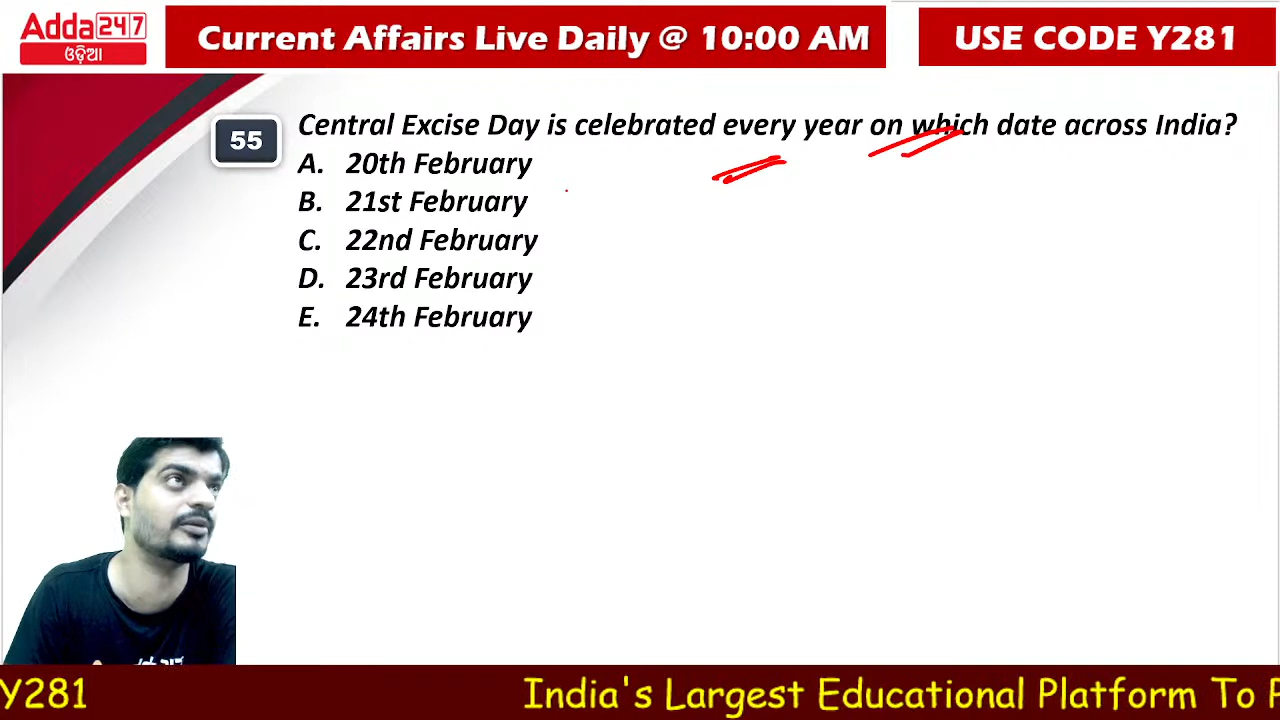 Adda247
ଓଡ଼ିଆ
Current Affairs Live Daily @ 10:00 AM
USE CODE Y281
55
Central Excise Day is celebrated every year on which date across India?
A. 20th February
B. 21st February
C. 22nd February
D. 23rd February
E. 24th February
Y281 India's Largest Educational Platform To